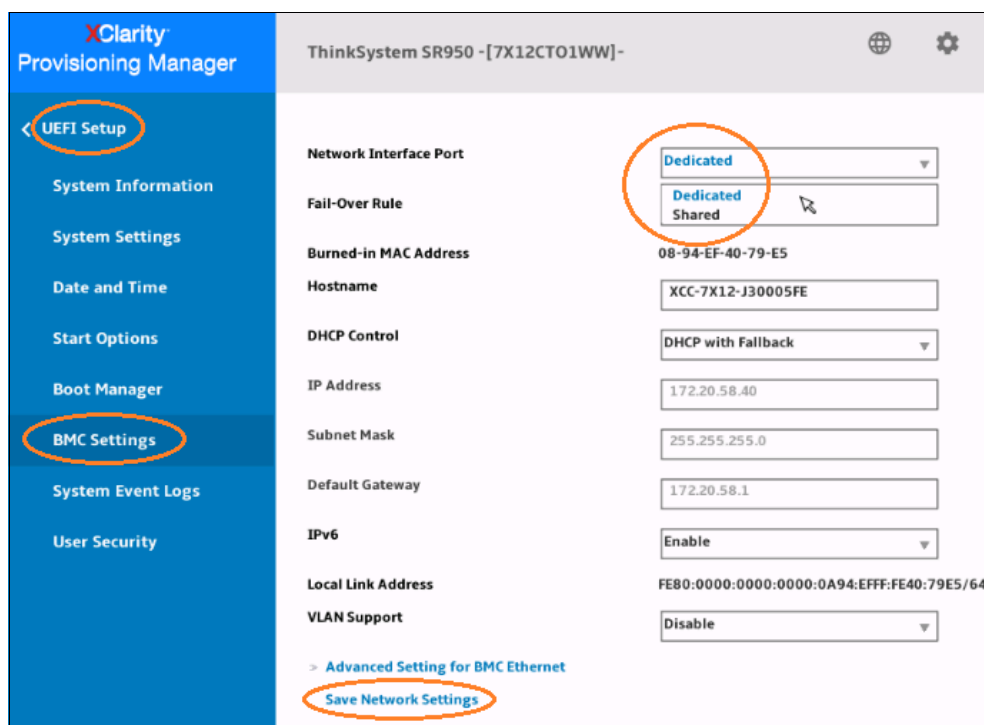 XClarity
Provisioning Manager
ThinkSystem SR950 -[7X12CTO1WW]-
UEFI Setup
System Information
System Settings
Date and Time
Start Options
Boot Manager
BMC Settings
System Event Logs
User Security
Network Interface Port
Dedicated
Dedicated
Shared
Fail-Over Rule
Burned-in MAC Address
08-94-EF-40-79-E5
Hostname
XCC-7X12-J30005FE
DHCP Control
DHCP with Fallback
IP Address
172.20.58.40
Subnet Mask
255.255.255.0
Default Gateway
172.20.58.1
IPv6
Enable
Local Link Address
FE80:0000:0000:0000:0A94:EFFF:FE40:79E5/64
VLAN Support
Disable
> Advanced Setting for BMC Ethernet
Save Network Settings